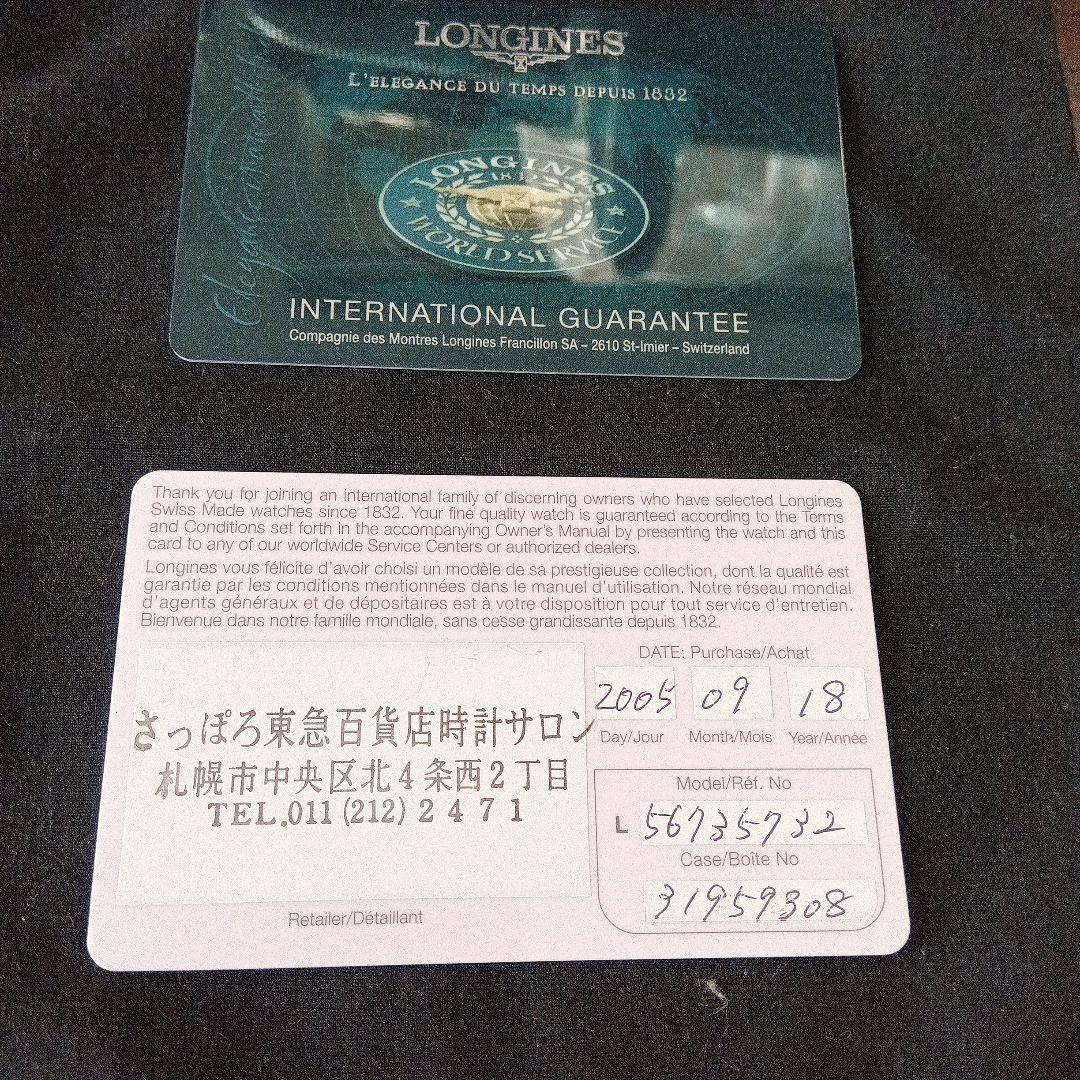 LONGINES
L'ELEGANCE DU TEMPS DEPUIS 1832
LONGINES
1832
WORLD SERVICE
INTERNATIONAL GUARANTEE
Compagnie des Montres Longines Francillon SA – 2610 St-Imier – Switzerland
Thank you for joining an international family of discerning owners who have selected Longines
Swiss Made watches since 1832. Your fine quality watch is guaranteed according to the Terms
and Conditions set forth in the accompanying Owner's Manual by presenting the watch and this
card to any of our worldwide Service Centers or authorized dealers.
Longines vous félicite d'avoir choisi un modèle de sa prestigieuse collection, dont la qualité est
garantie par les conditions mentionnées dans le manuel d'utilisation. Notre réseau mondial
d'agents généraux et de dépositaires est à votre disposition pour tout service d'entretien.
Bienvenue dans notre famille mondiale, sans cesse grandissante depuis 1832.
DATE: Purchase/Achat
2005 09 18
Day/Jour Month/Mois Year/Année
さっぽろ東急百貨店時計サロン
札幌市中央区北4条西2丁目
TEL.011(212)2471
Retailer/Détaillant
Model/Réf. No
L 56735732
Case/Boîte No
31959308